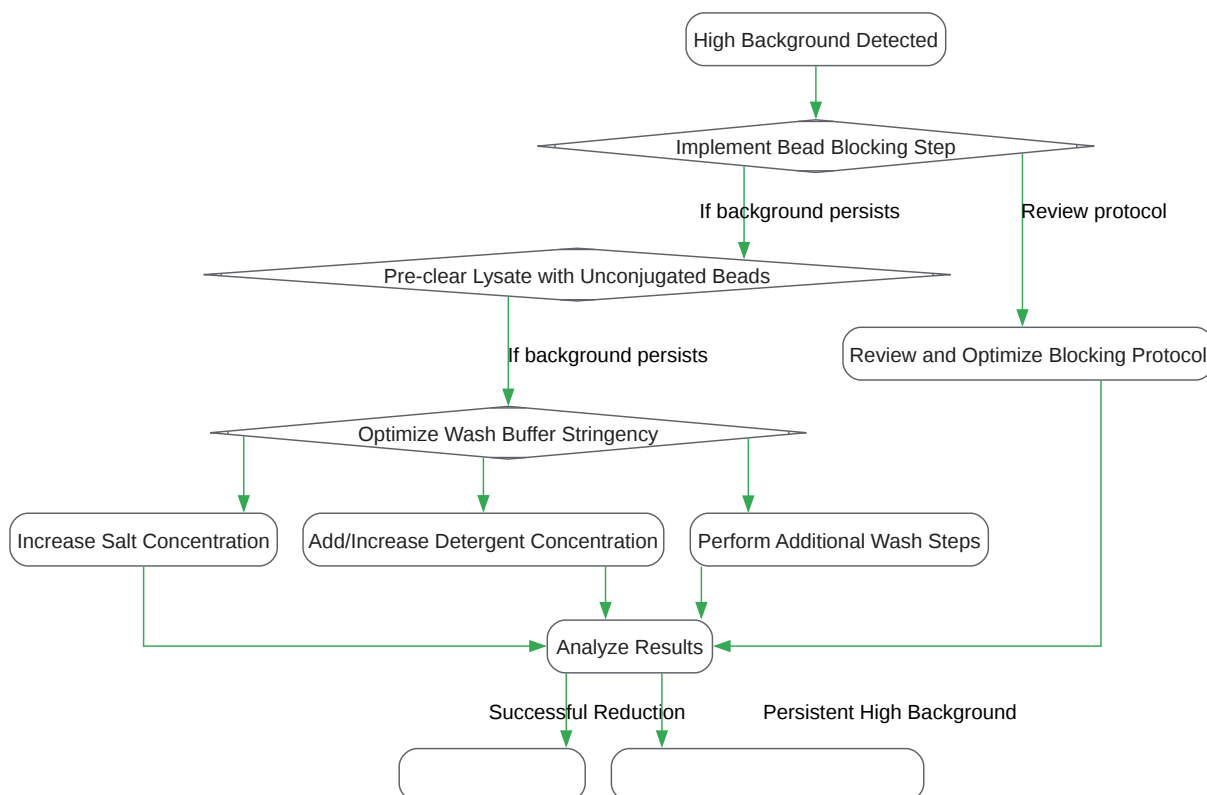 High Background Detected
Implement Bead Blocking Step
If background persists
Review protocol
Pre-clear Lysate with Unconjugated Beads
If background persists
Review and Optimize Blocking Protocol
Optimize Wash Buffer Stringency
Increase Salt Concentration
Add/Increase Detergent Concentration
Perform Additional Wash Steps
Analyze Results
Successful Reduction
Persistent High Background